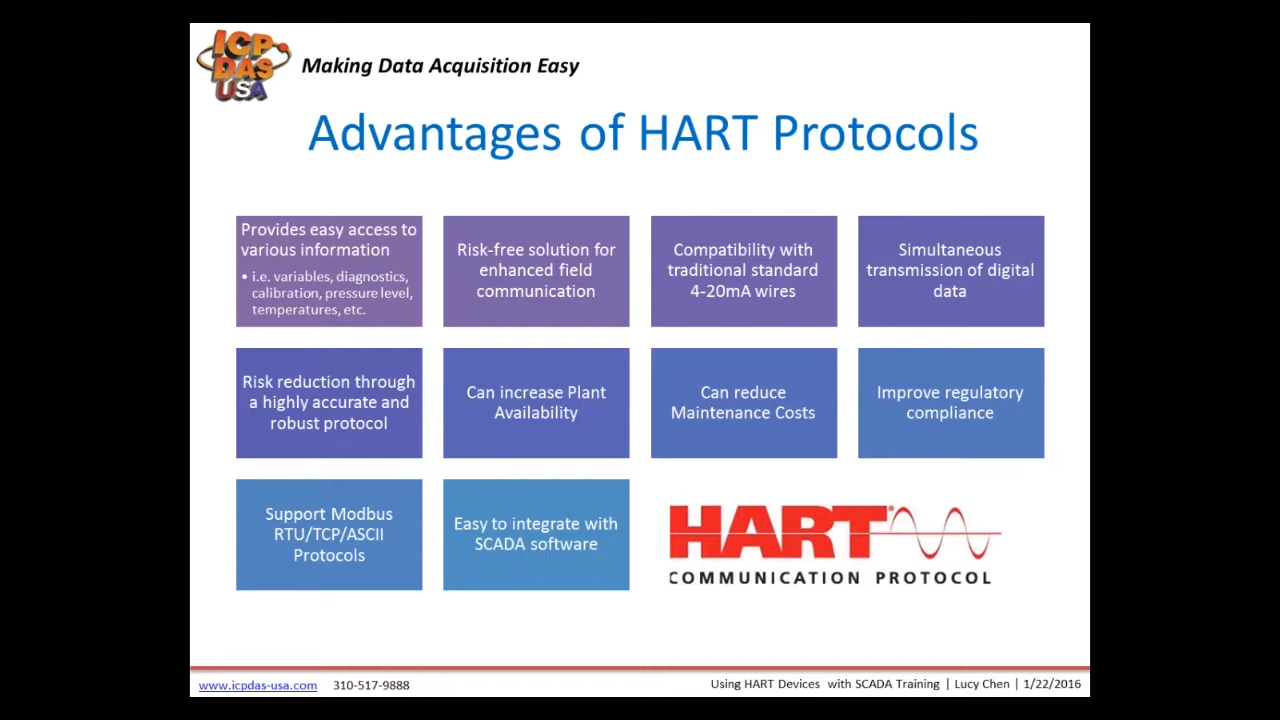 ICP
DAS
USA
Making Data Acquisition Easy
Advantages of HART Protocols
Provides easy access to
various information
• i.e. variables, diagnostics,
calibration, pressure level,
temperatures, etc.
Risk-free solution for
enhanced field
communication
Compatibility with
traditional standard
4-20mA wires
Simultaneous
transmission of digital
data
Risk reduction through
a highly accurate and
robust protocol
Can increase Plant
Availability
Can reduce
Maintenance Costs
Improve regulatory
compliance
Support Modbus
RTU/TCP/ASCII
Protocols
Easy to integrate with
SCADA software
HART®
COMMUNICATION PROTOCOL
www.icpdas-usa.com 310-517-9888
Using HART Devices with SCADA Training | Lucy Chen | 1/22/2016